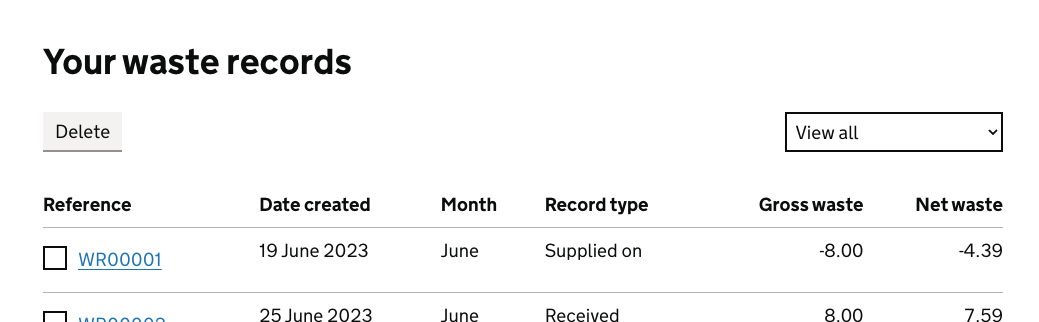 Your waste records
Delete View all
Reference Date created Month Record type Gross waste Net waste
WR00001 19 June 2023 June Supplied on -8.00 -4.39
WR00002 25 June 2023 June Received 8.00 7.59